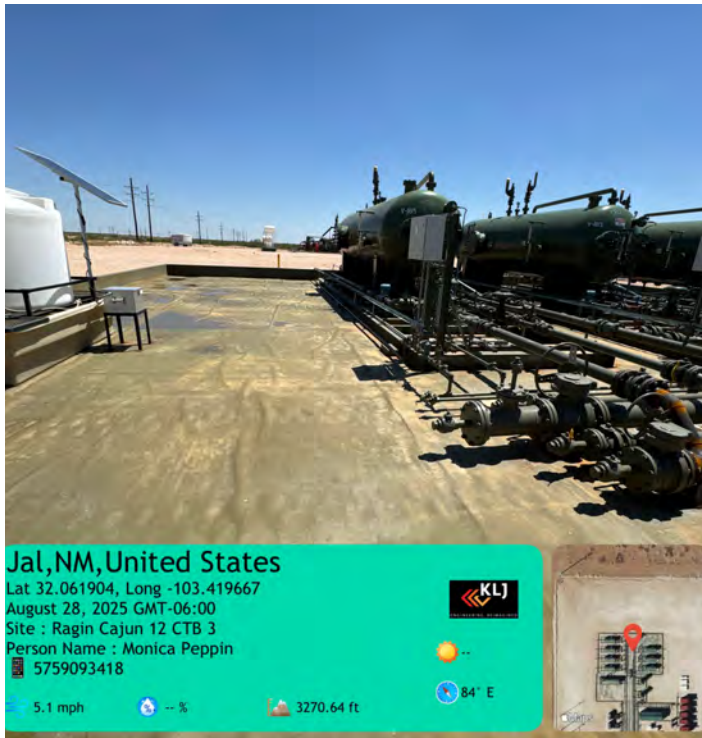 Jal,NM,United States
Lat 32.061904, Long -103.419667
August 28, 2025 GMT-06:00
Site : Ragin Cajun 12 CTB 3
Person Name : Monica Peppin
5759093418
KLJ
--
84° E
5.1 mph
-- %
3270.64 ft